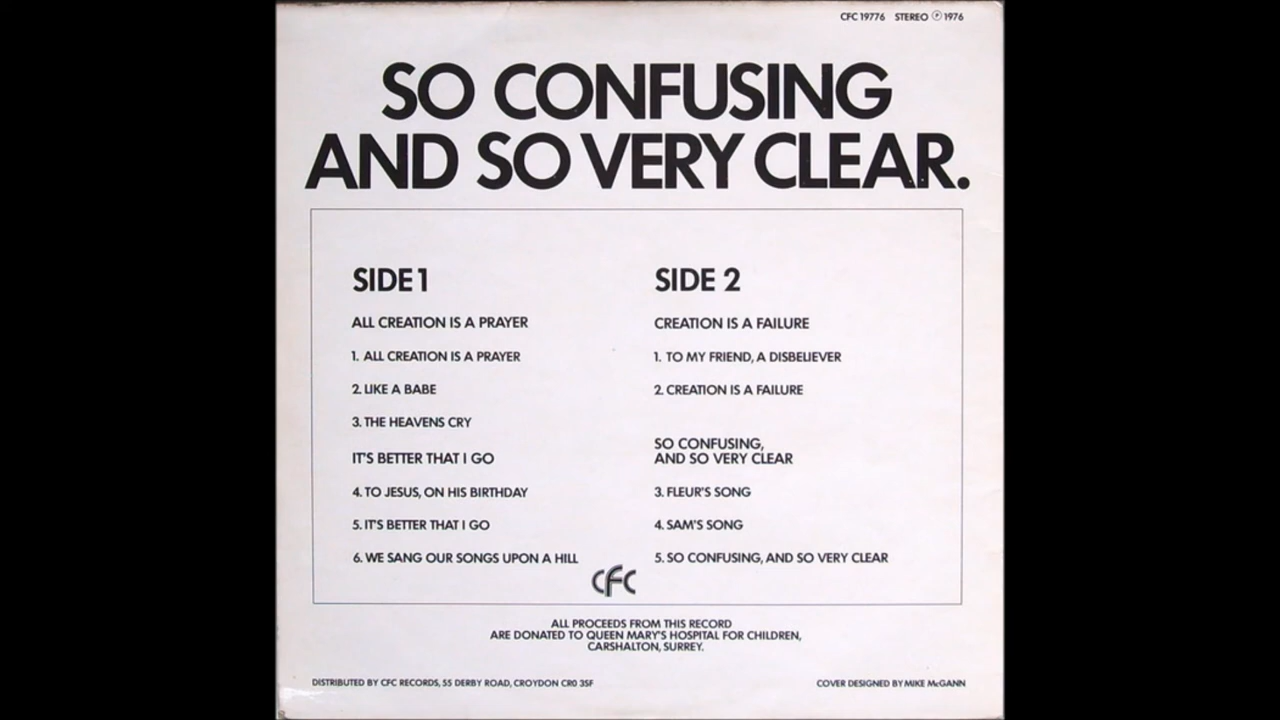 CFC 19776 STEREO ℗ 1976
SO CONFUSING
AND SO VERY CLEAR.
SIDE 1
ALL CREATION IS A PRAYER
1. ALL CREATION IS A PRAYER
2. LIKE A BABE
3. THE HEAVENS CRY
IT'S BETTER THAT I GO
4. TO JESUS, ON HIS BIRTHDAY
5. IT'S BETTER THAT I GO
6. WE SANG OUR SONGS UPON A HILL
SIDE 2
CREATION IS A FAILURE
1. TO MY FRIEND, A DISBELIEVER
2. CREATION IS A FAILURE
SO CONFUSING,
AND SO VERY CLEAR
3. FLEUR'S SONG
4. SAM'S SONG
5. SO CONFUSING, AND SO VERY CLEAR
CFC
ALL PROCEEDS FROM THIS RECORD
ARE DONATED TO QUEEN MARY'S HOSPITAL FOR CHILDREN,
CARSHALTON, SURREY.
DISTRIBUTED BY CFC RECORDS, 55 DERBY ROAD, CROYDON CR0 3SF
COVER DESIGNED BY MIKE McGANN